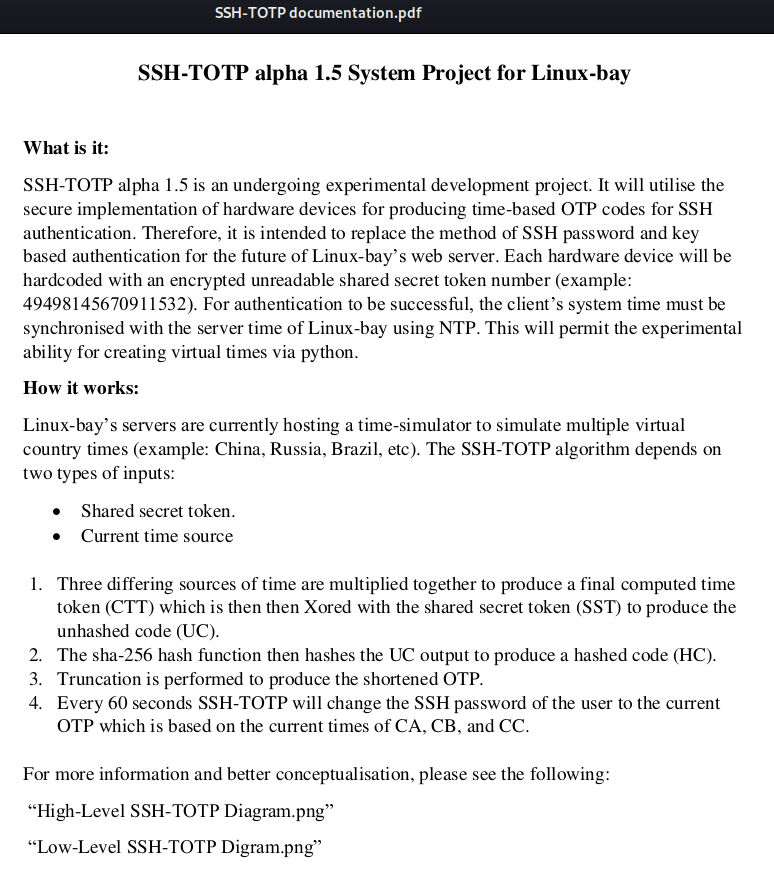 SSH-TOTP documentation.pdf
SSH-TOTP alpha 1.5 System Project for Linux-bay
What is it:
SSH-TOTP alpha 1.5 is an undergoing experimental development project. It will utilise the
secure implementation of hardware devices for producing time-based OTP codes for SSH
authentication. Therefore, it is intended to replace the method of SSH password and key
based authentication for the future of Linux-bay’s web server. Each hardware device will be
hardcoded with an encrypted unreadable shared secret token number (example:
49498145670911532). For authentication to be successful, the client’s system time must be
synchronised with the server time of Linux-bay using NTP. This will permit the experimental
ability for creating virtual times via python.
How it works:
Linux-bay’s servers are currently hosting a time-simulator to simulate multiple virtual
country times (example: China, Russia, Brazil, etc). The SSH-TOTP algorithm depends on
two types of inputs:
• Shared secret token.
• Current time source
1. Three differing sources of time are multiplied together to produce a final computed time
token (CTT) which is then then Xored with the shared secret token (SST) to produce the
unhashed code (UC).
2. The sha-256 hash function then hashes the UC output to produce a hashed code (HC).
3. Truncation is performed to produce the shortened OTP.
4. Every 60 seconds SSH-TOTP will change the SSH password of the user to the current
OTP which is based on the current times of CA, CB, and CC.
For more information and better conceptualisation, please see the following:
“High-Level SSH-TOTP Diagram.png”
“Low-Level SSH-TOTP Digram.png”